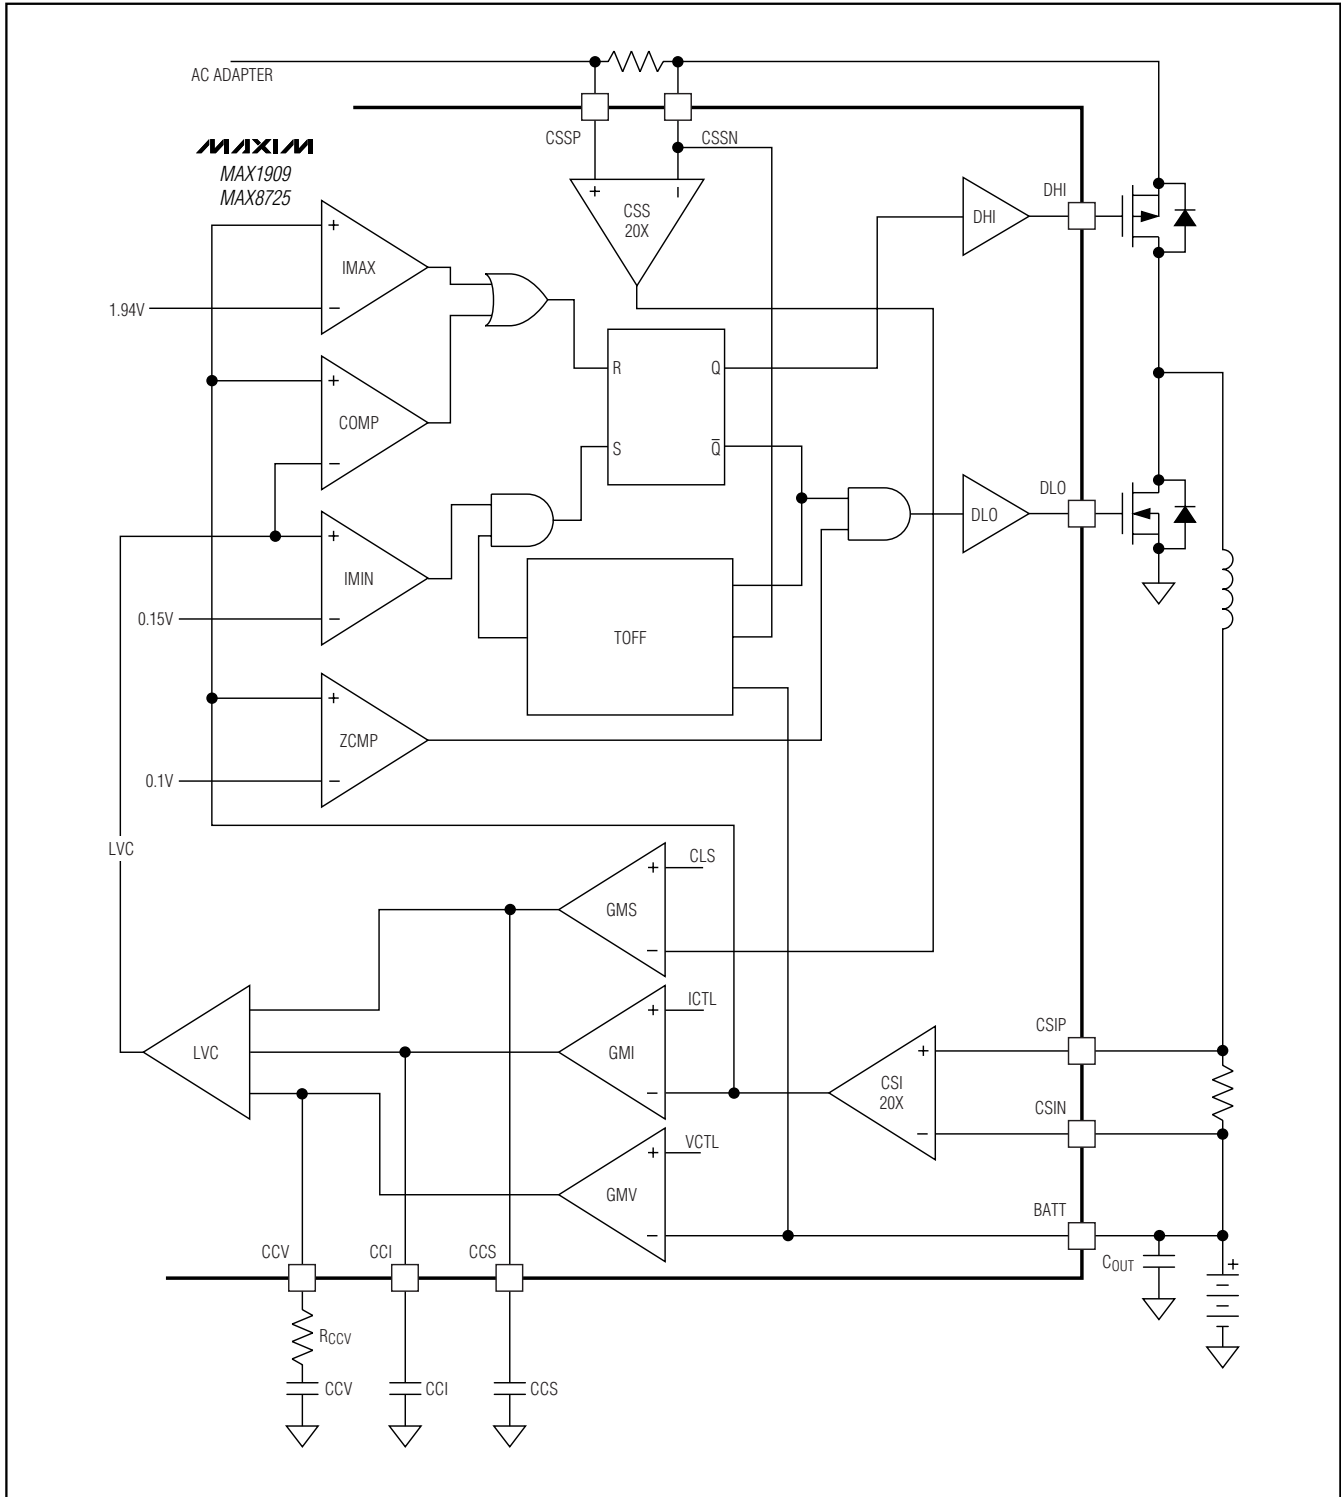 AC ADAPTER
CSSP
CSSN
MAXIM
MAX1909
MAX8725
+
−
CSS
20X
DHI
DHI
+
IMAX
−
1.94V
R
Q
S
Q̅
+
COMP
−
DLO
DLO
+
IMIN
−
0.15V
TOFF
+
ZCMP
−
0.1V
LVC
+
CLS
GMS
−
+
ICTL
GMI
−
LVC
CSIP
+
CSI
20X
−
CSIN
+
VCTL
GMV
−
BATT
CCV
CCI
CCS
COUT
+
RCCV
CCV
CCI
CCS